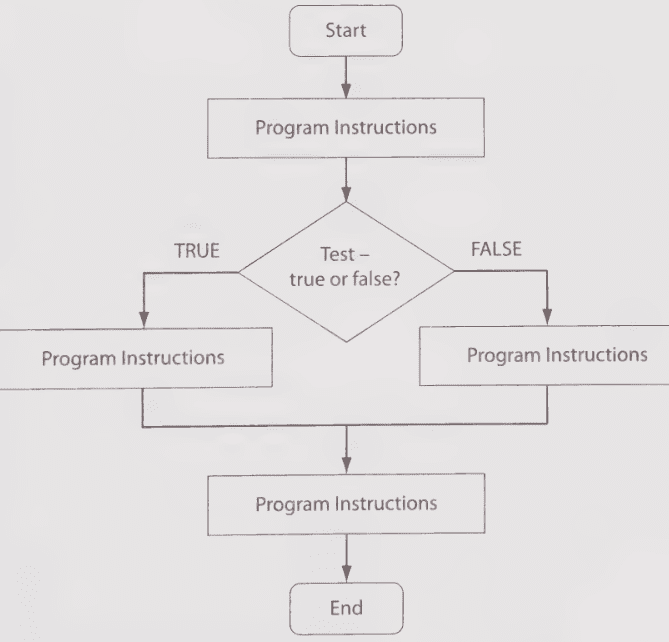 Start
Program Instructions
Test –
true or false?
TRUE
FALSE
Program Instructions
Program Instructions
Program Instructions
End